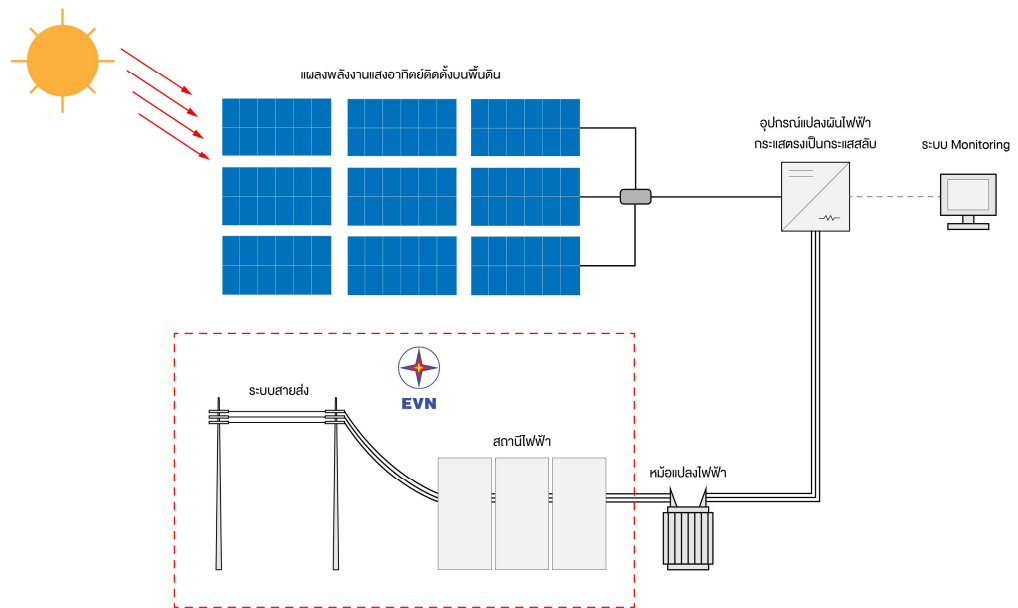 แผลงพลังงานแสงอาทิตย์ติดตั้งบนพื้นดิน
อุปกรณ์แปลงผันไฟฟ้า
กระแสตรงเป็นกระแสสลับ
ระบบ Monitoring
ระบบสายส่ง
EVN
สถานีไฟฟ้า
หม้อแปลงไฟฟ้า